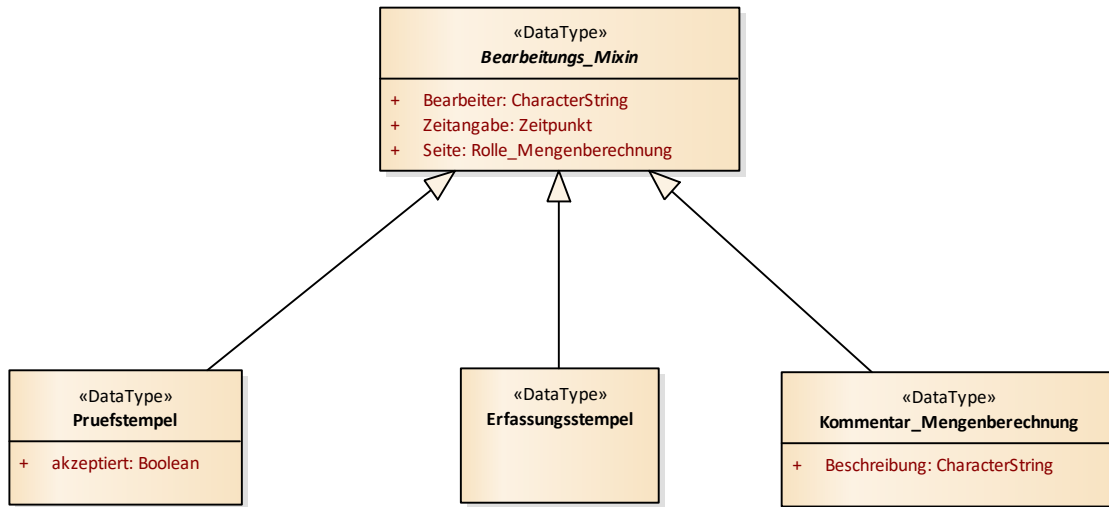 «DataType»
Bearbeitungs_Mixin
+ Bearbeiter: CharacterString
+ Zeitangabe: Zeitpunkt
+ Seite: Rolle_Mengenberechnung
«DataType»
Pruefstempel
+ akzeptiert: Boolean
«DataType»
Erfassungsstempel
«DataType»
Kommentar_Mengenberechnung
+ Beschreibung: CharacterString